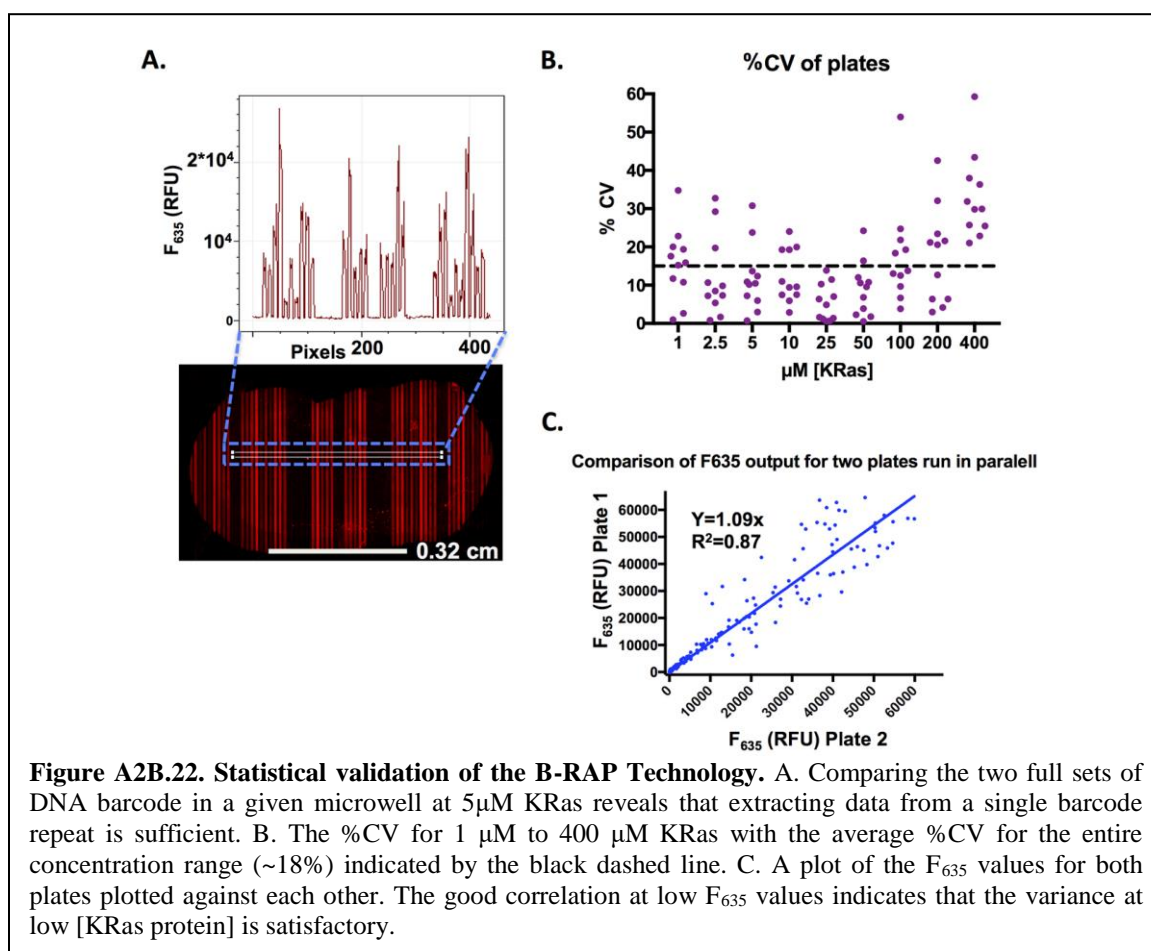 A.
F635 (RFU)
2*10⁴
10⁴
0
Pixels 200 400
0.32 cm
B.
%CV of plates
% CV
60
50
40
30
20
10
0
1 2.5 5 10 25 50 100 200 400
µM [KRas]
C.
Comparison of F635 output for two plates run in paralell
F₆₃₅ (RFU) Plate 1
60000
50000
40000
30000
20000
10000
0
Y=1.09x
R²=0.87
0 10000 20000 30000 40000 50000 60000
F₆₃₅ (RFU) Plate 2
Figure A2B.22. Statistical validation of the B-RAP Technology. A. Comparing the two full sets of
DNA barcode in a given microwell at 5µM KRas reveals that extracting data from a single barcode
repeat is sufficient. B. The %CV for 1 µM to 400 µM KRas with the average %CV for the entire
concentration range (~18%) indicated by the black dashed line. C. A plot of the F₆₃₅ values for both
plates plotted against each other. The good correlation at low F₆₃₅ values indicates that the variance at
low [KRas protein] is satisfactory.